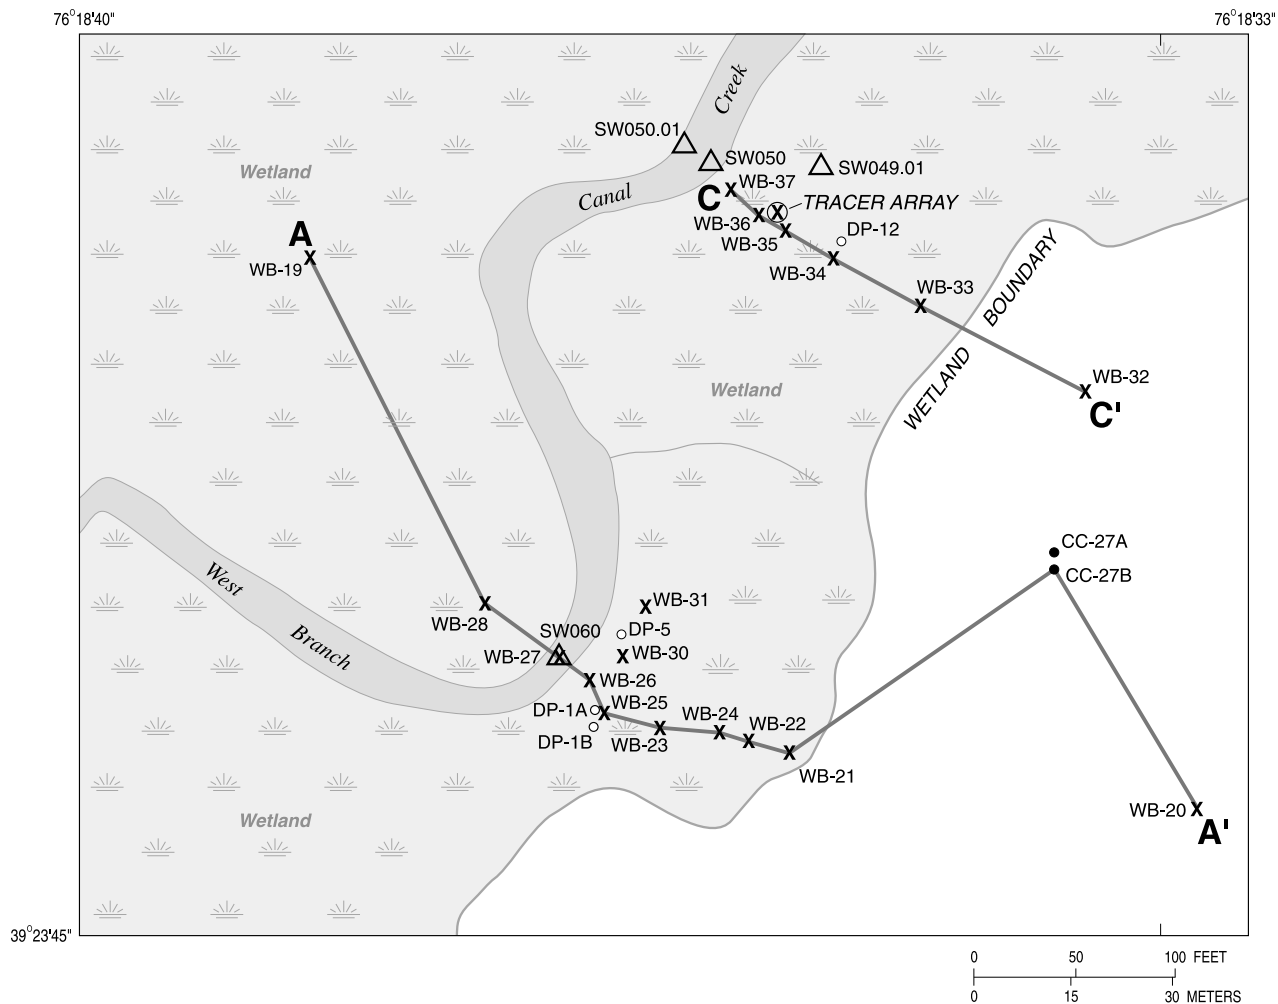 76°18'40"
76°18'33"
Creek
SW050.01
SW050
SW049.01
Wetland
WB-37
Canal
C
TRACER ARRAY
WB-36
DP-12
A
WB-35
WB-19
WB-34
WETLAND BOUNDARY
WB-33
WB-32
Wetland
C'
CC-27A
CC-27B
West Branch
WB-31
WB-28
SW060
DP-5
WB-27
WB-30
WB-26
WB-25
DP-1A
WB-24
WB-22
DP-1B
WB-23
WB-21
WB-20
Wetland
A'
39°23'45"
0 50 100 FEET
0 15 30 METERS